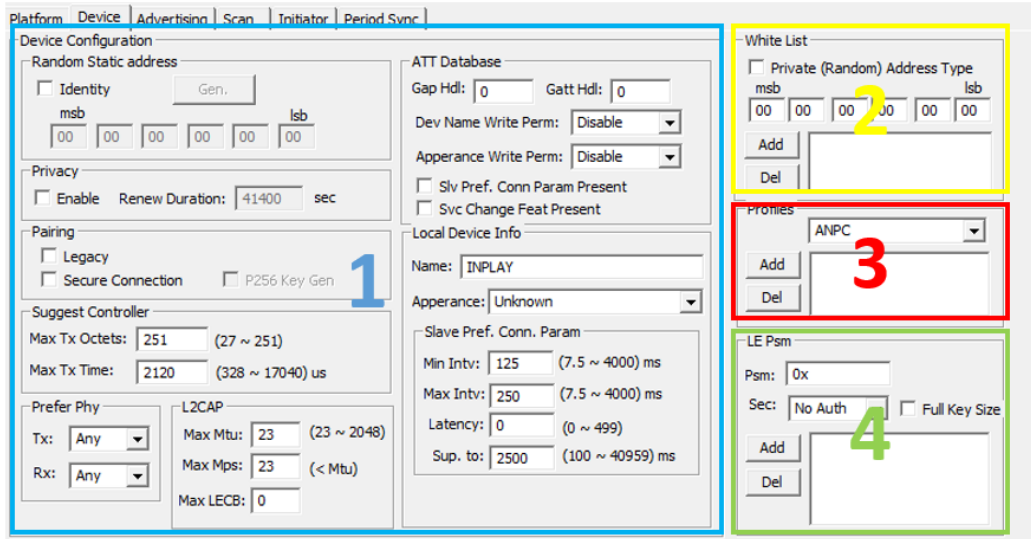 Platform Device Advertising Scan Initiator Period Sync
Device Configuration
Random Static address
Identity Gen.
msb lsb
00 00 00 00 00 00
Privacy
Enable Renew Duration: 41400 sec
Pairing
Legacy
Secure Connection P256 Key Gen
Suggest Controller
Max Tx Octets: 251 (27 ~ 251)
Max Tx Time: 2120 (328 ~ 17040) us
Prefer Phy
Tx: Any
Rx: Any
L2CAP
Max Mtu: 23 (23 ~ 2048)
Max Mps: 23 (< Mtu)
Max LECB: 0
1
ATT Database
Gap Hdl: 0 Gatt Hdl: 0
Dev Name Write Perm: Disable
Apperance Write Perm: Disable
Slv Pref. Conn Param Present
Svc Change Feat Present
Local Device Info
Name: INPLAY
Apperance: Unknown
Slave Pref. Conn. Param
Min Intv: 125 (7.5 ~ 4000) ms
Max Intv: 250 (7.5 ~ 4000) ms
Latency: 0 (0 ~ 499)
Sup. to: 2500 (100 ~ 40959) ms
White List
Private (Random) Address Type
msb lsb
00 00 00 00 00 00
2
Add
Del
Profiles
ANPC
3
Add
Del
LE Psm
Psm: 0x
Sec: No Auth Full Key Size
4
Add
Del